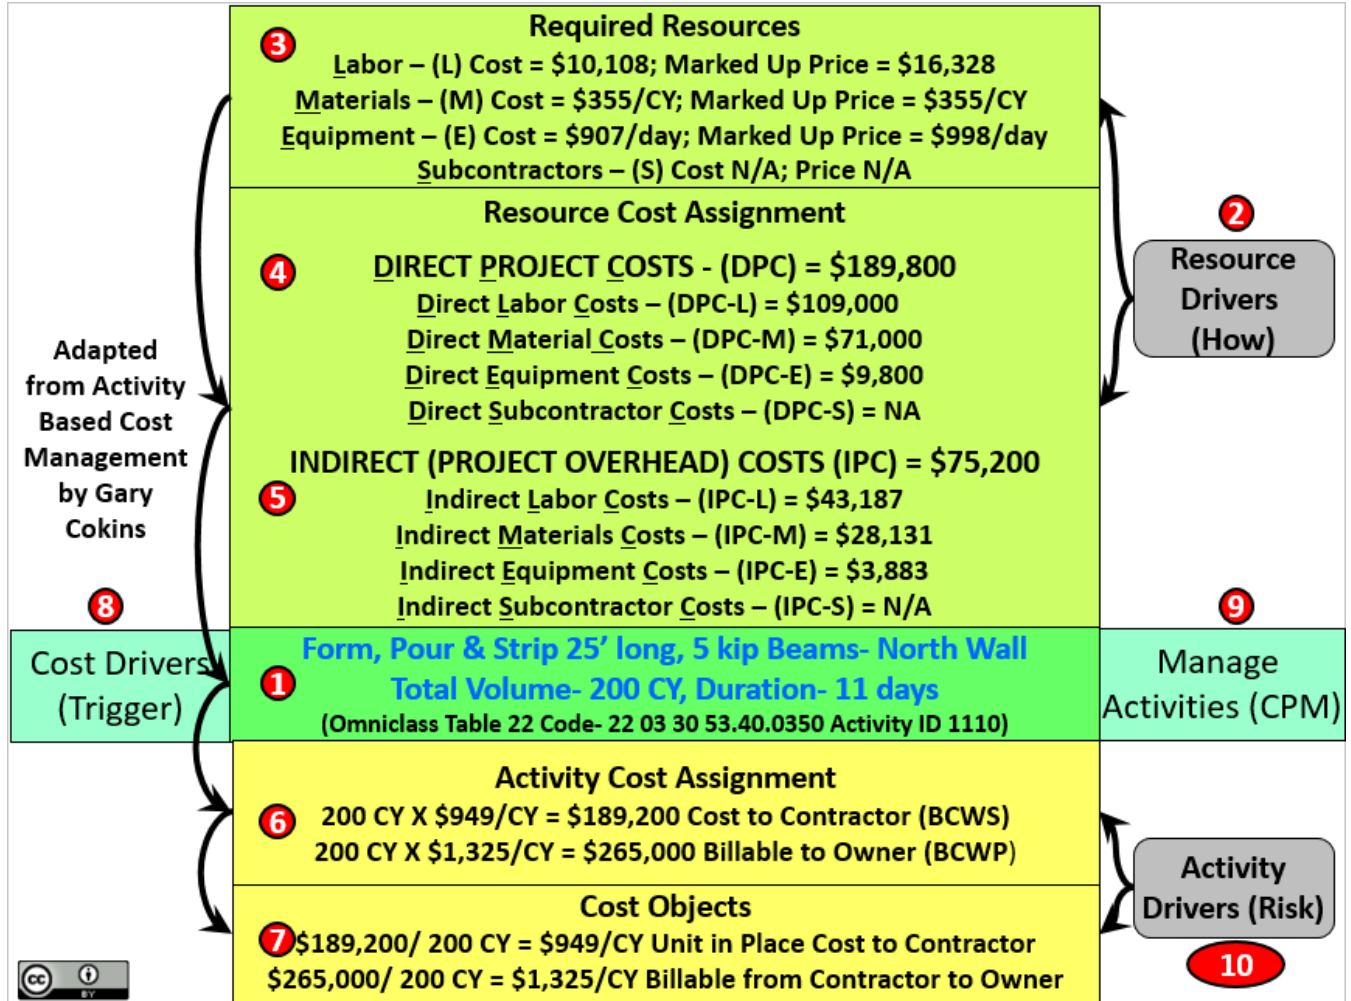 Required Resources
3
Labor – (L) Cost = $10,108; Marked Up Price = $16,328
Materials – (M) Cost = $355/CY; Marked Up Price = $355/CY
Equipment – (E) Cost = $907/day; Marked Up Price = $998/day
Subcontractors – (S) Cost N/A; Price N/A
Resource Cost Assignment
4
DIRECT PROJECT COSTS - (DPC) = $189,800
Direct Labor Costs – (DPC-L) = $109,000
Direct Material Costs – (DPC-M) = $71,000
Direct Equipment Costs – (DPC-E) = $9,800
Direct Subcontractor Costs – (DPC-S) = NA
INDIRECT (PROJECT OVERHEAD) COSTS (IPC) = $75,200
5
Indirect Labor Costs – (IPC-L) = $43,187
Indirect Materials Costs – (IPC-M) = $28,131
Indirect Equipment Costs – (IPC-E) = $3,883
Indirect Subcontractor Costs – (IPC-S) = N/A
2
Resource
Drivers
(How)
Adapted
from Activity
Based Cost
Management
by Gary
Cokins
8
Cost Drivers
(Trigger)
1
Form, Pour & Strip 25’ long, 5 kip Beams- North Wall
Total Volume- 200 CY, Duration- 11 days
(Omniclass Table 22 Code- 22 03 30 53.40.0350 Activity ID 1110)
9
Manage
Activities (CPM)
Activity Cost Assignment
6
200 CY X $949/CY = $189,200 Cost to Contractor (BCWS)
200 CY X $1,325/CY = $265,000 Billable to Owner (BCWP)
Cost Objects
7
$189,200/ 200 CY = $949/CY Unit in Place Cost to Contractor
$265,000/ 200 CY = $1,325/CY Billable from Contractor to Owner
Activity
Drivers (Risk)
10
cc
BY